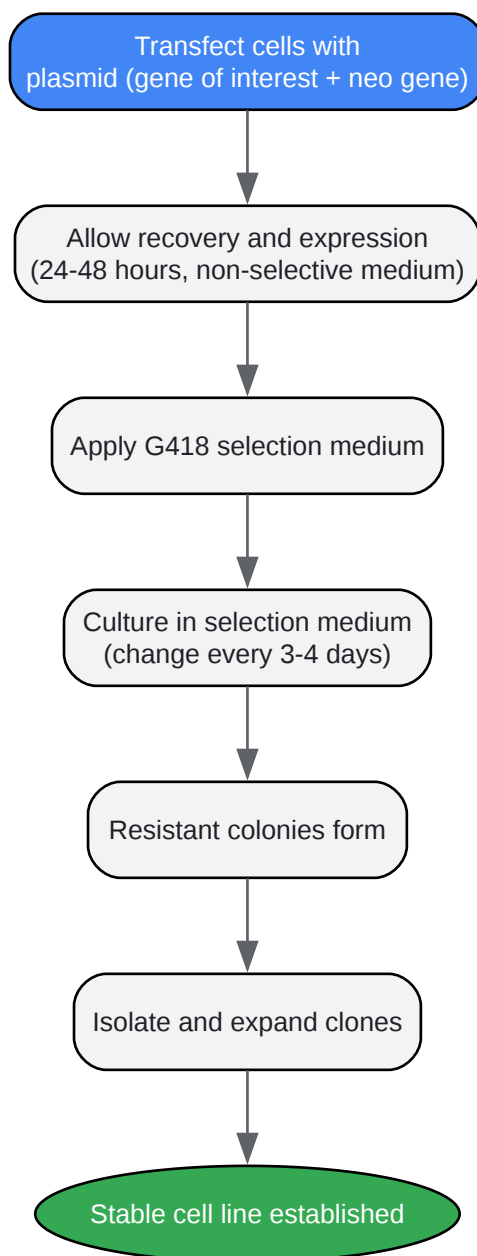 Transfect cells with
plasmid (gene of interest + neo gene)
Allow recovery and expression
(24-48 hours, non-selective medium)
Apply G418 selection medium
Culture in selection medium
(change every 3-4 days)
Resistant colonies form
Isolate and expand clones
Stable cell line established